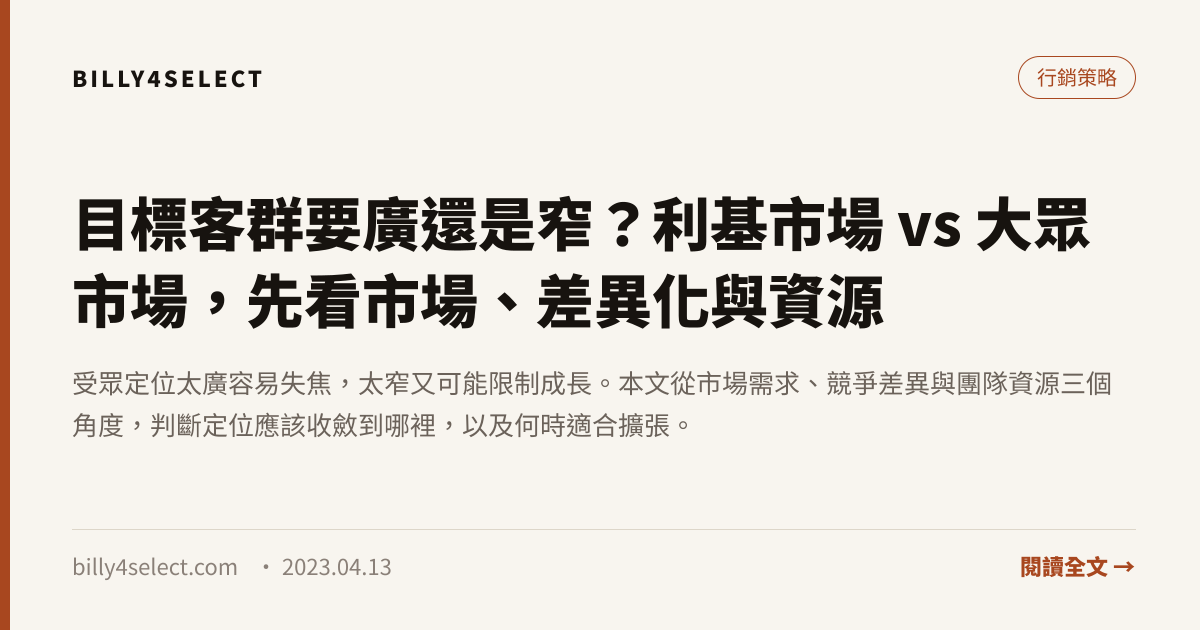 BILLY4SELECT
行銷策略
目標客群要廣還是窄？利基市場 vs 大眾
市場，先看市場、差異化與資源
受眾定位太廣容易失焦，太窄又可能限制成長。本文從市場需求、競爭差異與團隊資源三個
角度，判斷定位應該收斂到哪裡，以及何時適合擴張。
billy4select.com ・ 2023.04.13
閱讀全文 →